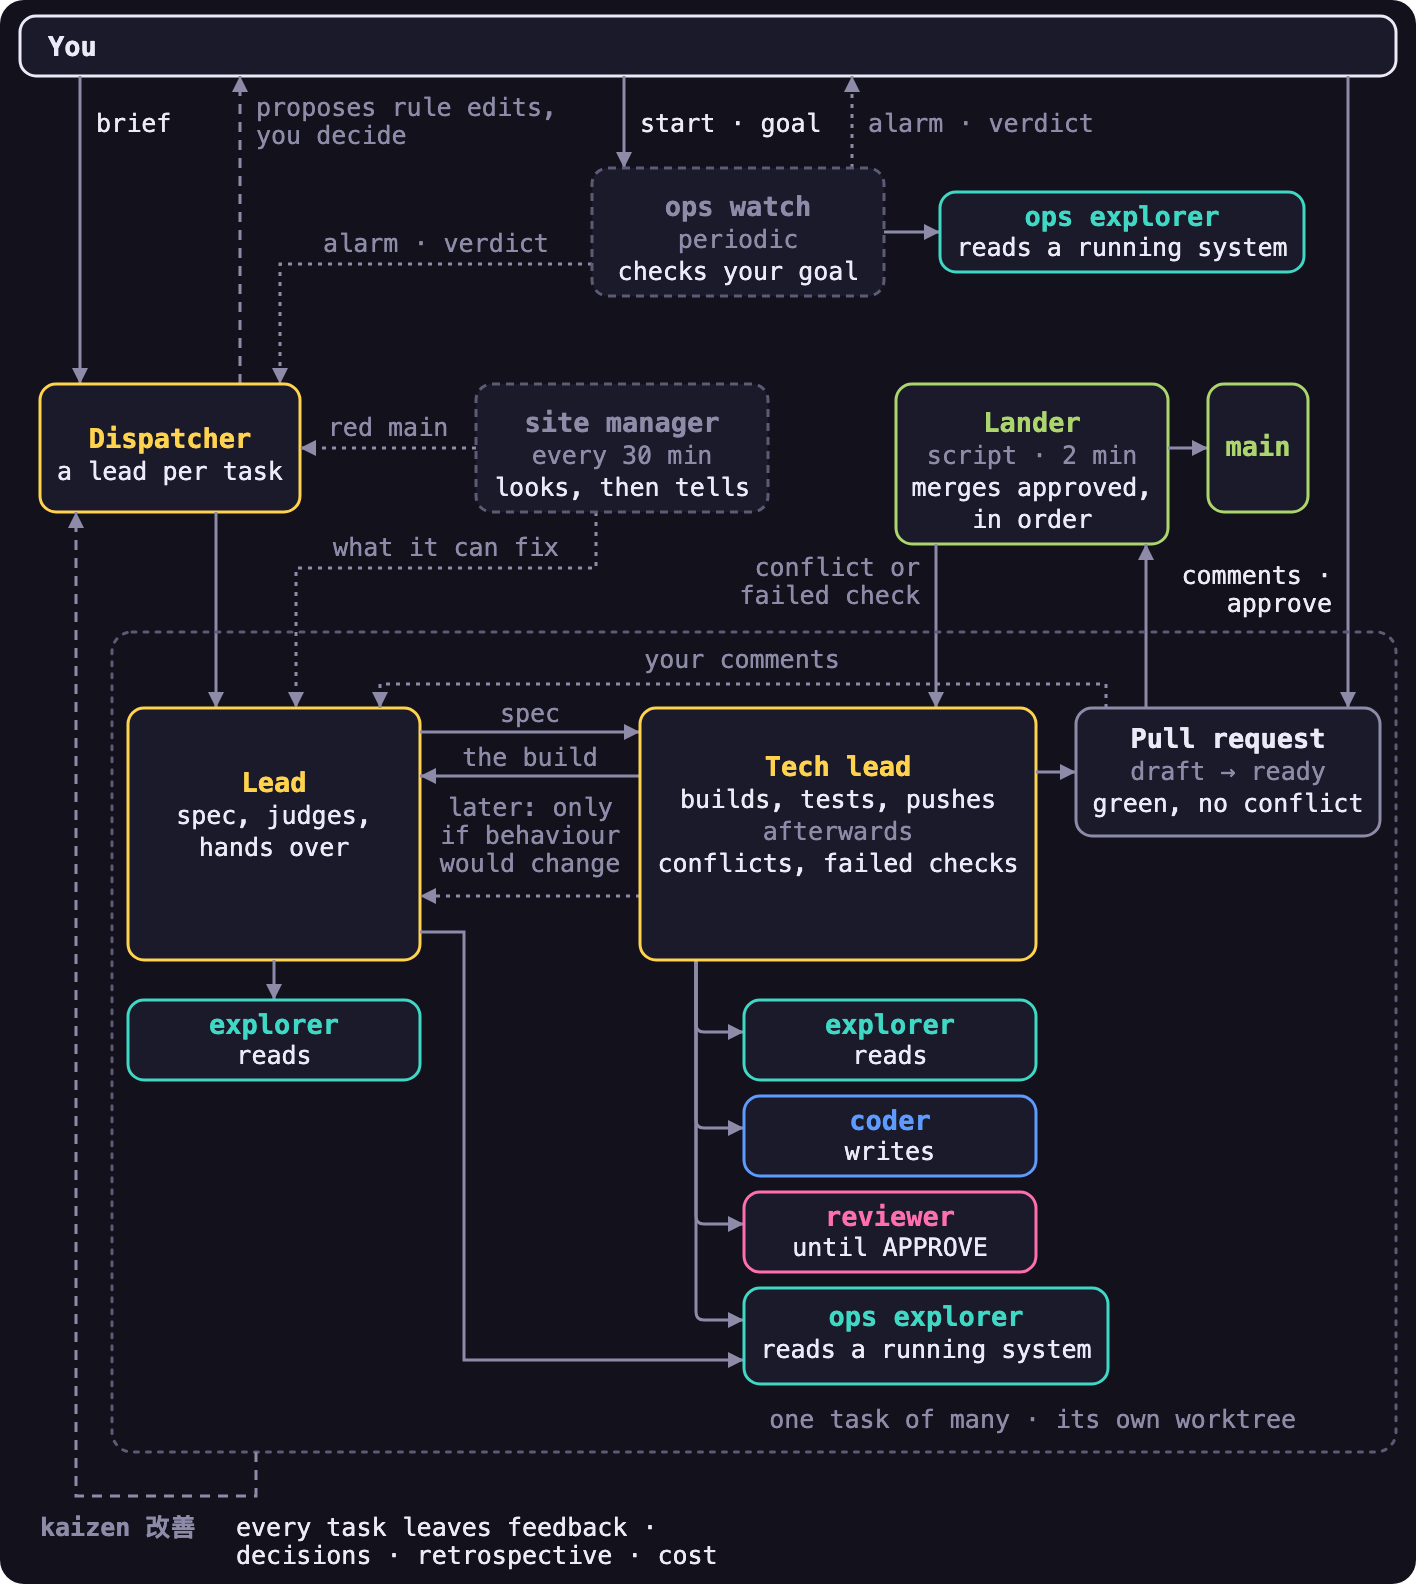 You
brief
proposes rule edits,
you decide
start · goal
alarm · verdict
ops watch
periodic
checks your goal
ops explorer
reads a running system
alarm · verdict
Dispatcher
a lead per task
red main
site manager
every 30 min
looks, then tells
Lander
script · 2 min
merges approved,
in order
main
what it can fix
conflict or
failed check
comments ·
approve
your comments
Lead
spec, judges,
hands over
spec
the build
later: only
if behaviour
would change
Tech lead
builds, tests, pushes
afterwards
conflicts, failed checks
Pull request
draft → ready
green, no conflict
explorer
reads
explorer
reads
coder
writes
reviewer
until APPROVE
ops explorer
reads a running system
one task of many · its own worktree
kaizen 改善
every task leaves feedback ·
decisions · retrospective · cost